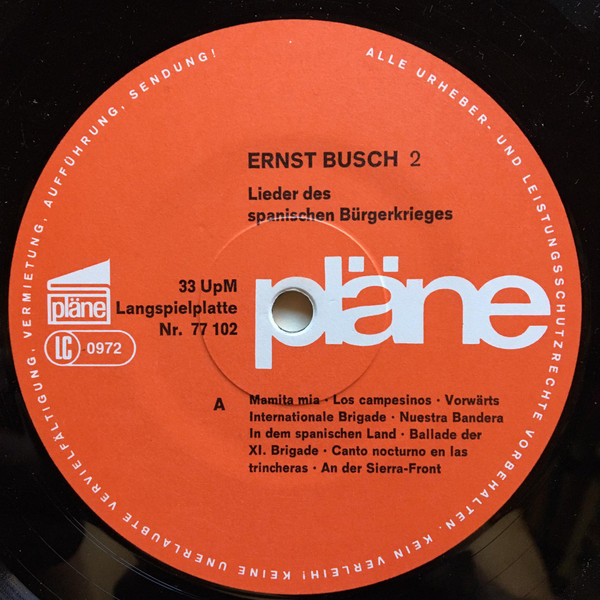 ALLE URHEBER- UND LEISTUNGSSCHUTZRECHTE VORBEHALTEN. KEIN VERLEIH! KEINE UNERLAUBTE VERVIELFÄLTIGUNG, VERMIETUNG, AUFFÜHRUNG, SENDUNG!
ERNST BUSCH 2
Lieder des
spanischen Bürgerkrieges
pläne
33 UpM
Langspielplatte
Nr. 77 102
pläne
LC 0972
A
Mamita mia · Los campesinos · Vorwärts
Internationale Brigade · Nuestra Bandera
In dem spanischen Land · Ballade der
XI. Brigade · Canto nocturno en las
trincheras · An der Sierra-Front